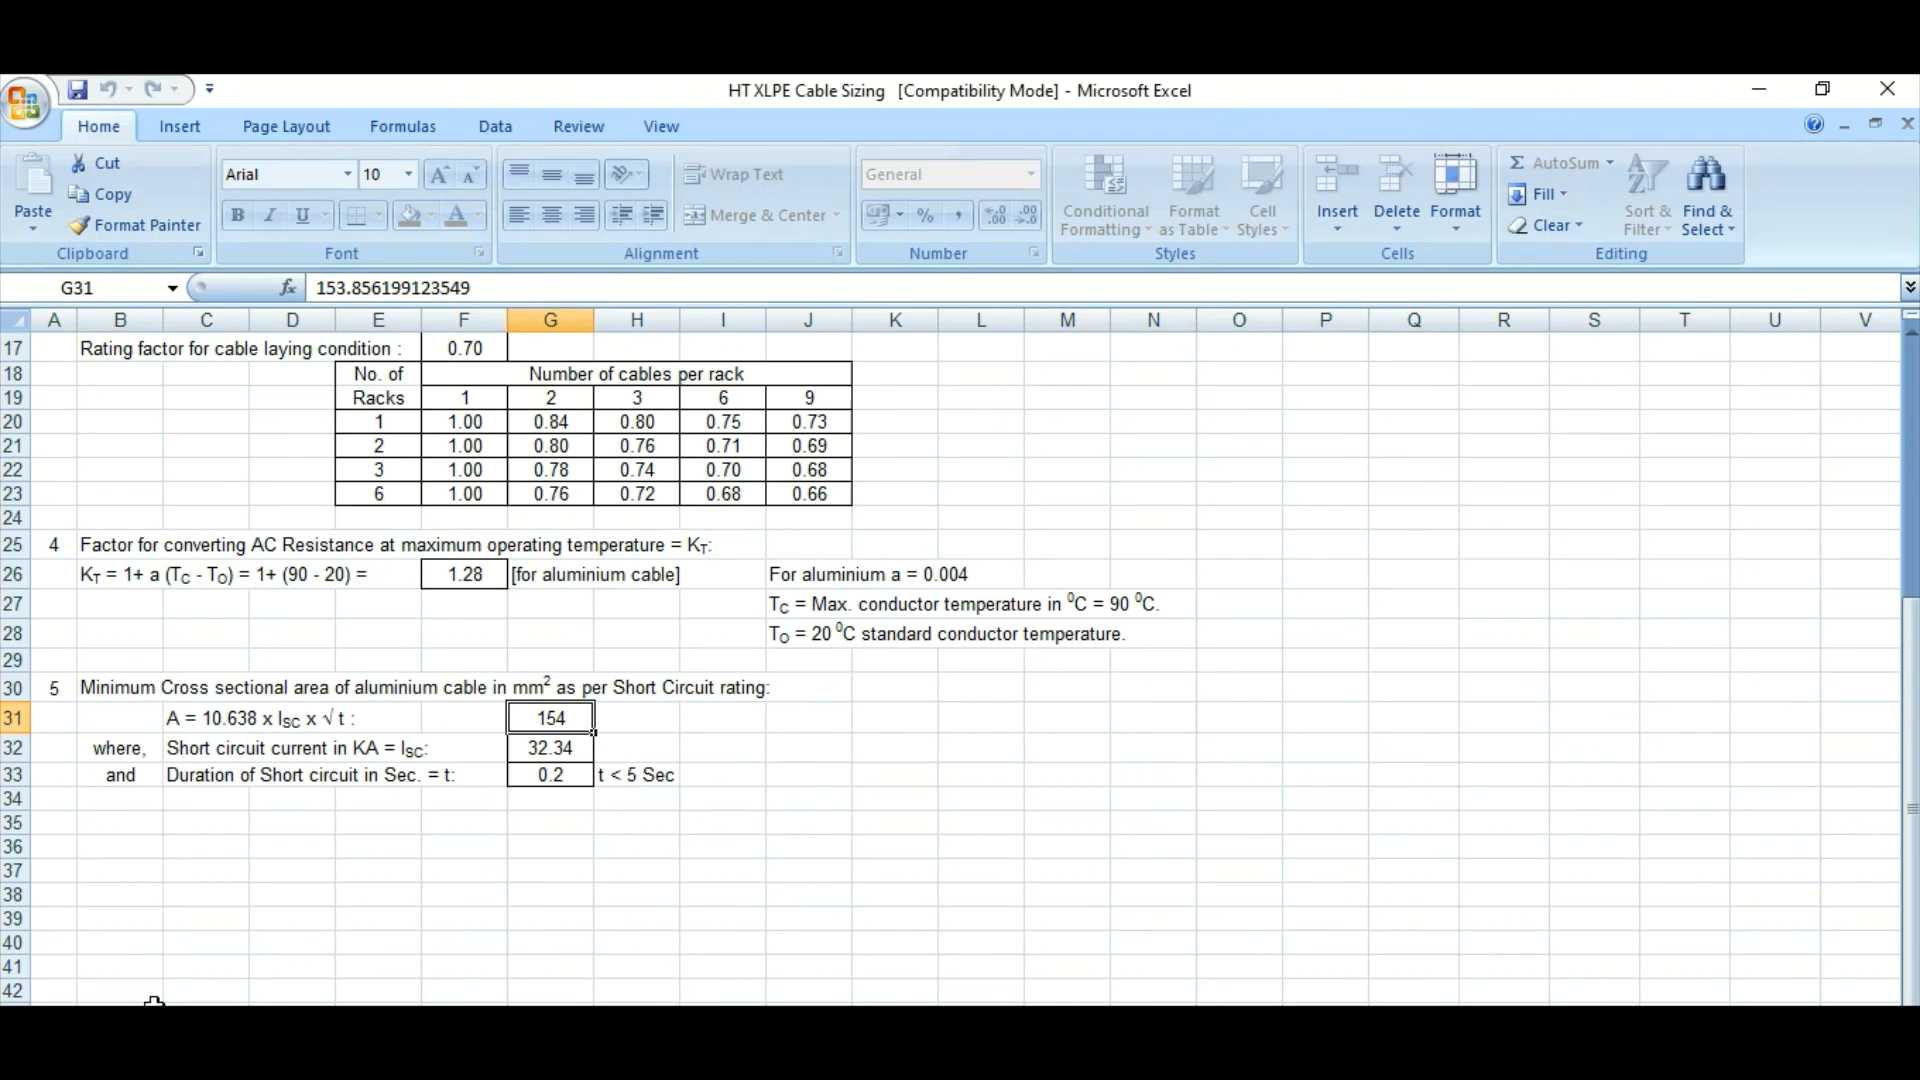 HT XLPE Cable Sizing [Compatibility Mode] - Microsoft Excel
Home Insert Page Layout Formulas Data Review View
Paste
Cut
Copy
Format Painter
Clipboard
Arial 10
B I U
Font
Wrap Text
Merge & Center
Alignment
General
Number
Conditional Formatting
Format as Table
Cell Styles
Styles
Insert Delete Format
Cells
AutoSum
Fill
Clear
Sort & Filter
Find & Select
Editing
G31 fx 153.856199123549
A B C D E F G H I J K L M N O P Q R S T U V
17 Rating factor for cable laying condition : 0.70
18 No. of Number of cables per rack
19 Racks 1 2 3 6 9
20 1 1.00 0.84 0.80 0.75 0.73
21 2 1.00 0.80 0.76 0.71 0.69
22 3 1.00 0.78 0.74 0.70 0.68
23 6 1.00 0.76 0.72 0.68 0.66
24
25 4 Factor for converting AC Resistance at maximum operating temperature = KT:
26 KT = 1+ a (TC - TO) = 1+ (90 - 20) = 1.28 [for aluminium cable] For aluminium a = 0.004
27 TC = Max. conductor temperature in ⁰C = 90 ⁰C.
28 TO = 20 ⁰C standard conductor temperature.
29
30 5 Minimum Cross sectional area of aluminium cable in mm² as per Short Circuit rating:
31 A = 10.638 x ISC x √ t : 154
32 where, Short circuit current in KA = ISC: 32.34
33 and Duration of Short circuit in Sec. = t: 0.2 t < 5 Sec
34
35
36
37
38
39
40
41
42